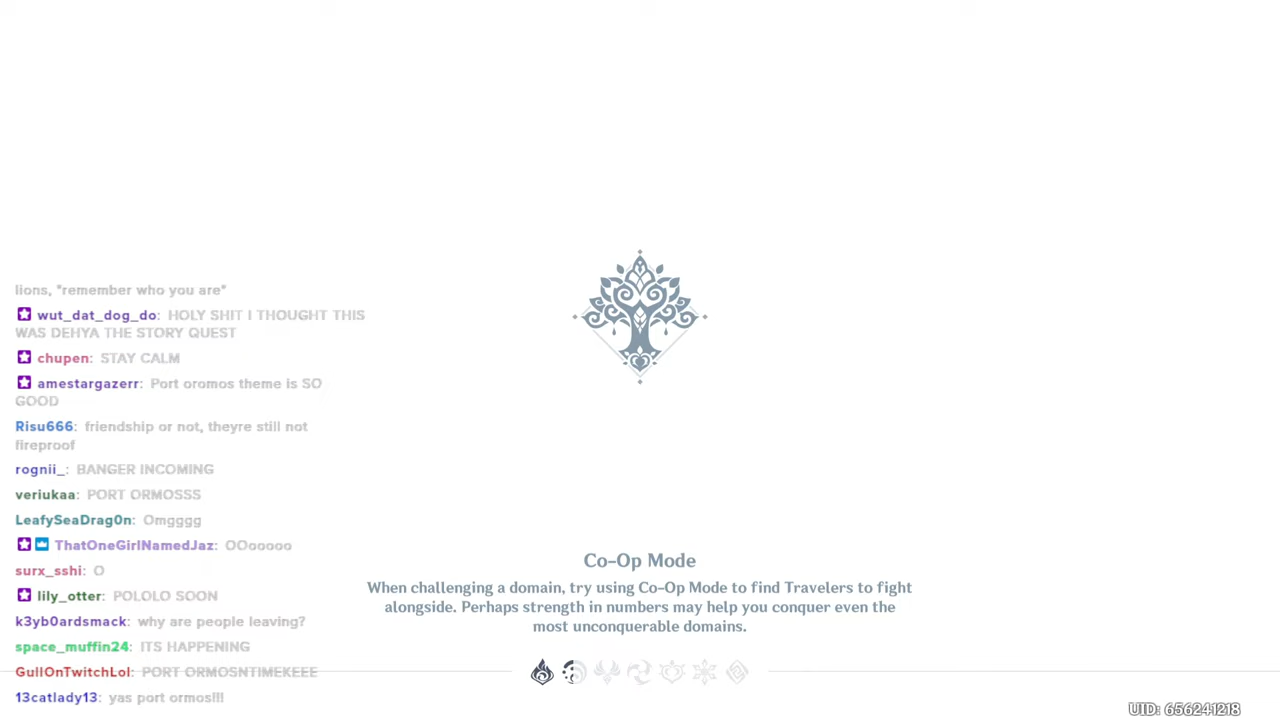 lions, *remember who you are*
wut_dat_dog_do: HOLY SHIT I THOUGHT THIS
WAS DEHYA THE STORY QUEST
chupen: STAY CALM
amestargazerr: Port oromos theme is SO
GOOD
Risu666: friendship or not, theyre still not
fireproof
rognii_: BANGER INCOMING
veriukaa: PORT ORMOSSS
LeafySeaDrag0n: Omgggg
ThatOneGirlNamedJaz: OOooooo
surx_sshi: O
lily_otter: POLOLO SOON
k3yb0ardsmack: why are people leaving?
space_muffin24: ITS HAPPENING
GullOnTwitchLol: PORT ORMOSNTIMEKEEE
13catlady13: yas port ormos!!!
Co-Op Mode
When challenging a domain, try using Co-Op Mode to find Travelers to fight
alongside. Perhaps strength in numbers may help you conquer even the
most unconquerable domains.
UID: 656241218